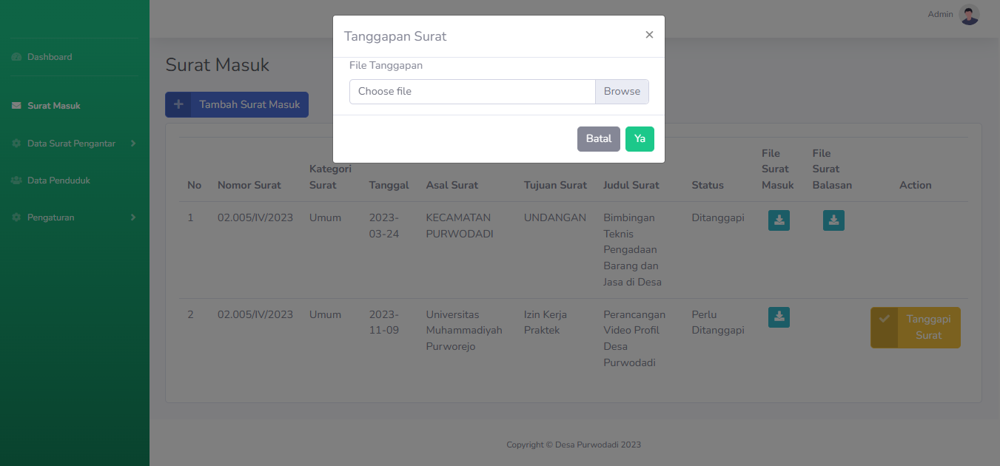 Admin
Dashboard
Surat Masuk
Data Surat Pengantar
Data Penduduk
Pengaturan
Tanggapan Surat
×
File Tanggapan
Choose file
Browse
Batal
Ya
Surat Masuk
Tambah Surat Masuk
No
Nomor Surat
Kategori
Surat
Tanggal
Asal Surat
Tujuan Surat
Judul Surat
Status
File
Surat
Masuk
File
Surat
Balasan
Action
1
02.005/IV/2023
Umum
2023-
03-24
KECAMATAN
PURWODADI
UNDANGAN
Bimbingan
Teknis
Pengadaan
Barang dan
Jasa di Desa
Ditanggapi
2
02.005/IV/2023
Umum
2023-
11-09
Universitas
Muhammadiyah
Purworejo
Izin Kerja
Praktek
Perancangan
Video Profil
Desa
Purwodadi
Perlu
Ditanggapi
Tanggapi
Surat
Copyright © Desa Purwodadi 2023